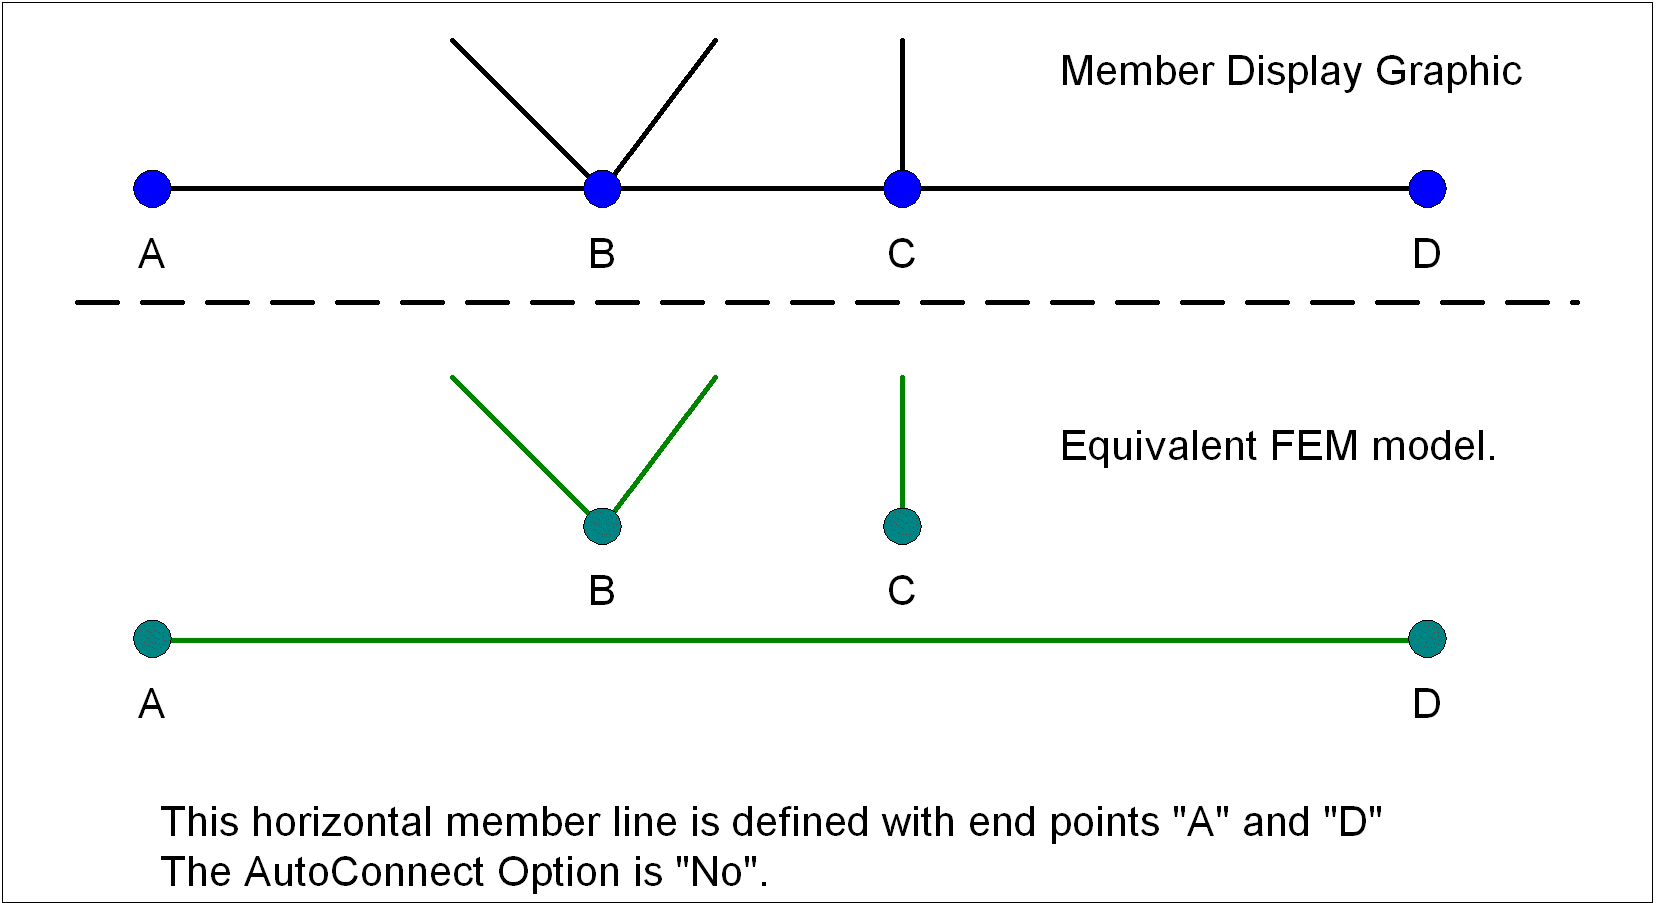 Member Display Graphic
A B C D
Equivalent FEM model.
B C
A D
This horizontal member line is defined with end points "A" and "D"
The AutoConnect Option is "No".